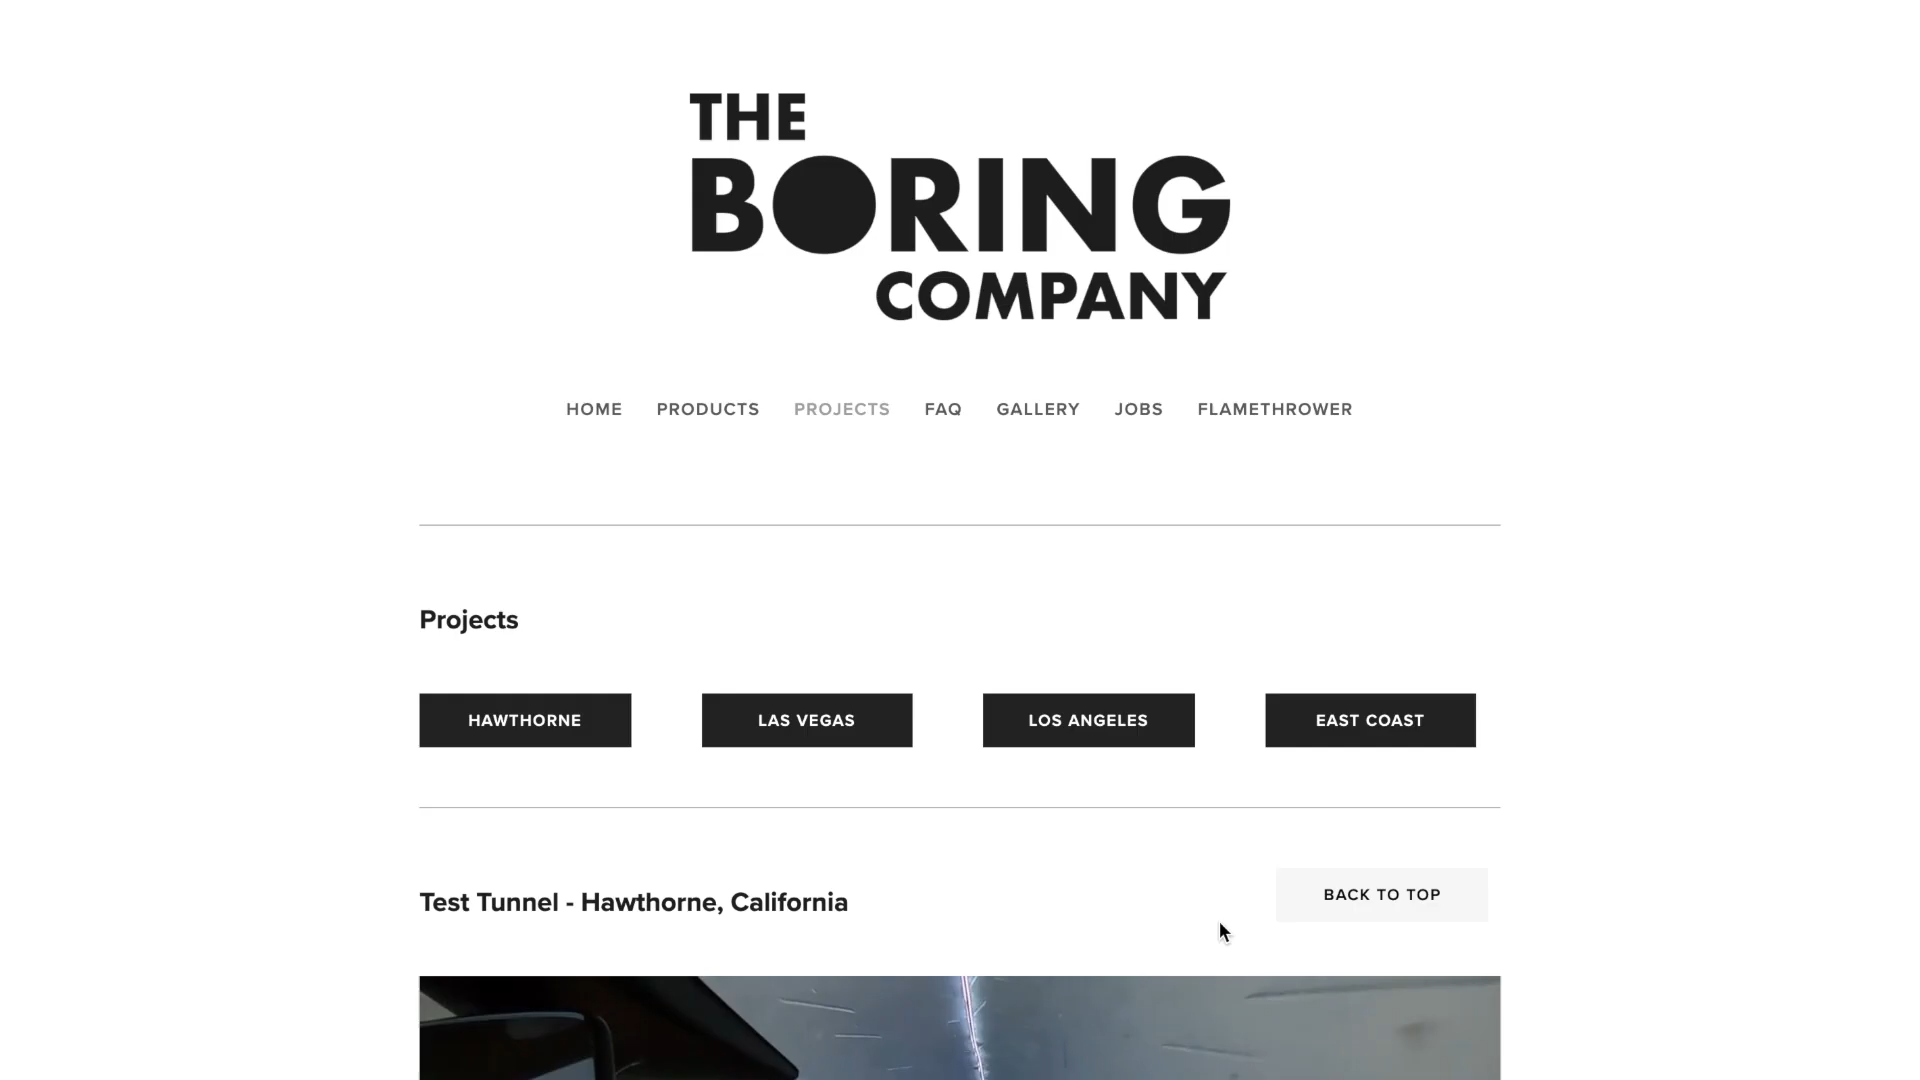 THE
BORING
COMPANY
HOME PRODUCTS PROJECTS FAQ GALLERY JOBS FLAMETHROWER
Projects
HAWTHORNE LAS VEGAS LOS ANGELES EAST COAST
Test Tunnel - Hawthorne, California
BACK TO TOP